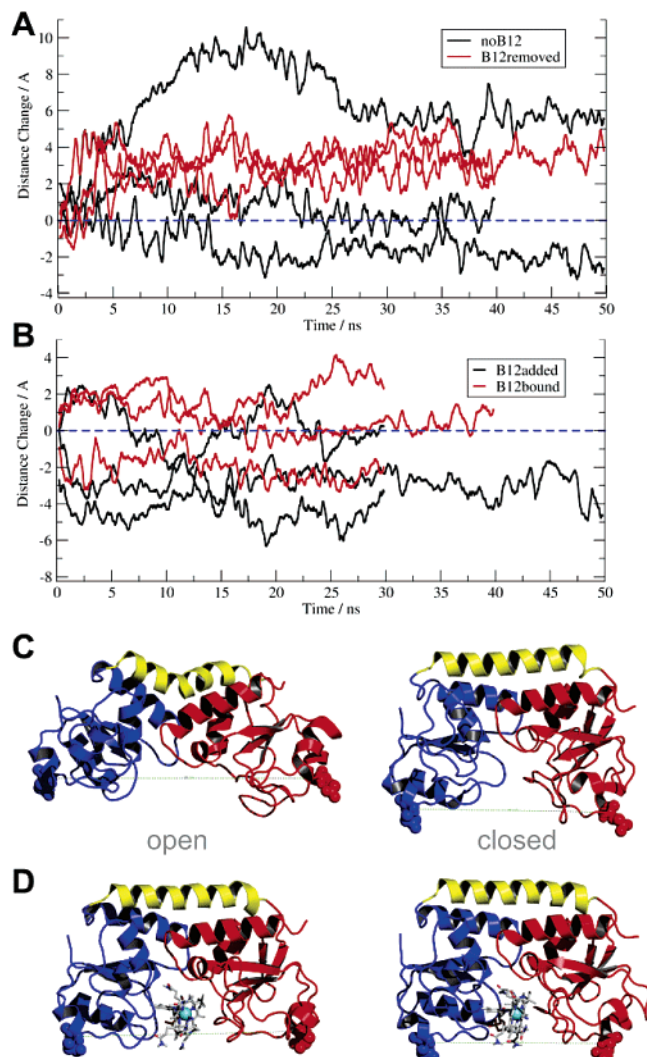 A
Distance Change / A
10
8
6
4
2
0
-2
-4
noB12
B12removed
0 5 10 15 20 25 30 35 40 45 50
Time / ns
B
Distance Change / A
4
2
0
-2
-4
-6
-8
B12added
B12bound
0 5 10 15 20 25 30 35 40 45 50
Time / ns
C
open closed
D